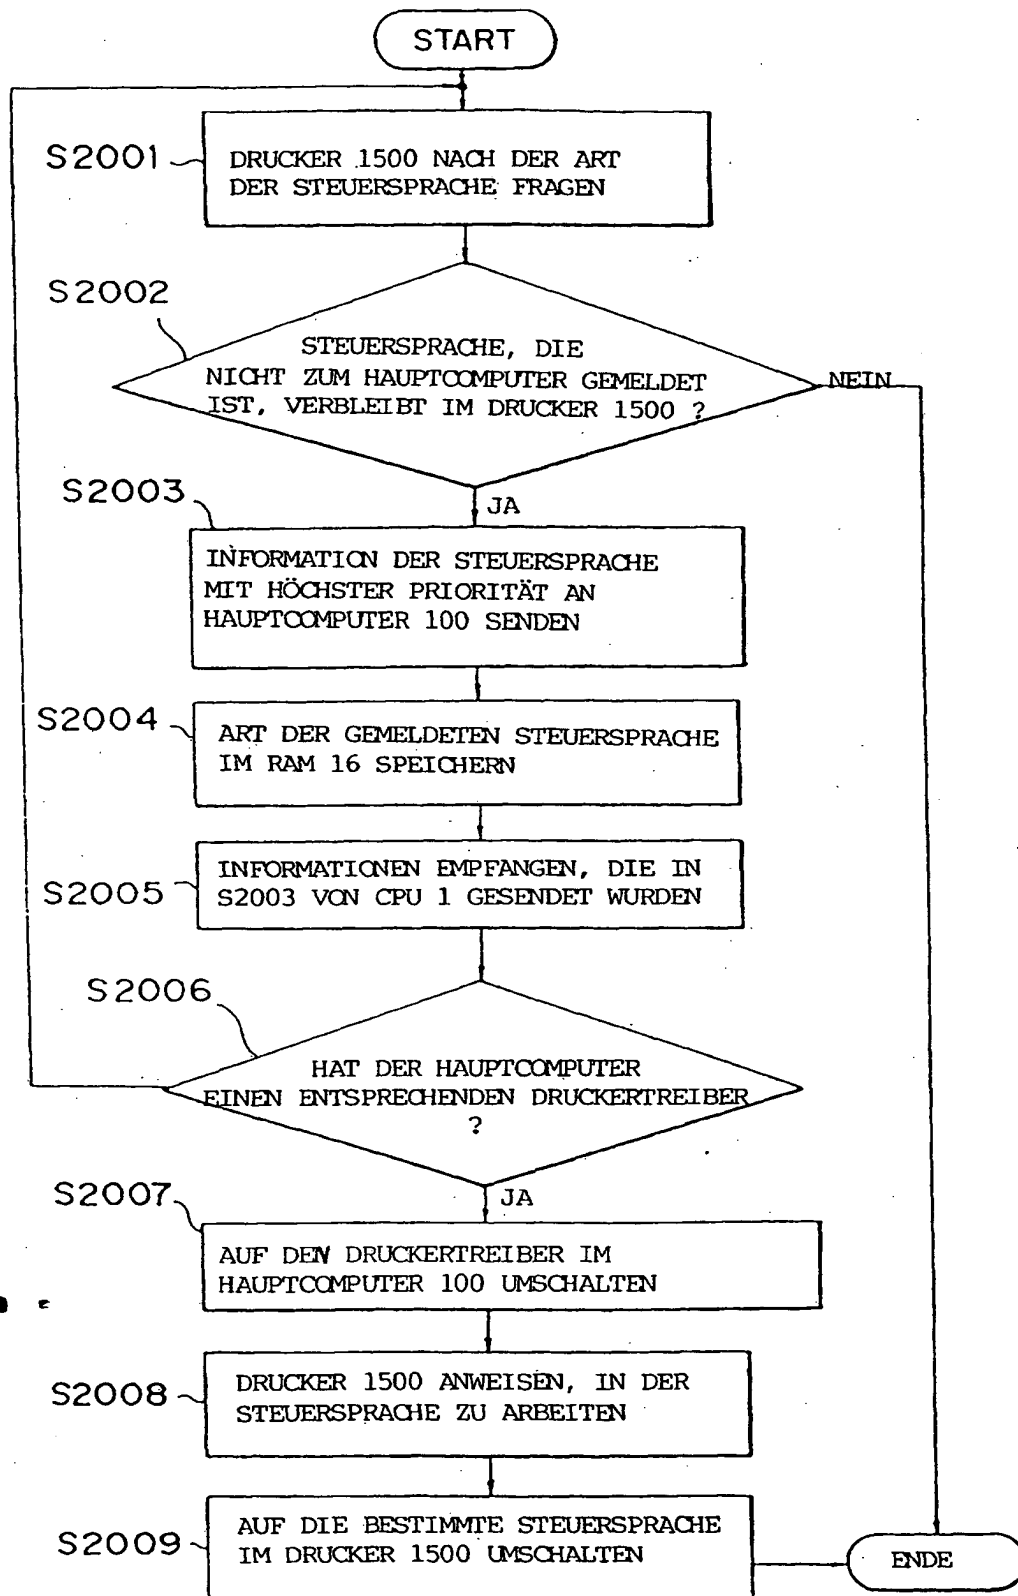 START
S2001
DRUCKER 1500 NACH DER ART
DER STEUERSPRACHE FRAGEN
S2002
STEUERSPRACHE, DIE
NICHT ZUM HAUPTCOMPUTER GEMELDET
IST, VERBLEIBT IM DRUCKER 1500 ?
NEIN
JA
S2003
INFORMATION DER STEUERSPRACHE
MIT HÖCHSTER PRIORITÄT AN
HAUPTCOMPUTER 100 SENDEN
S2004
ART DER GEMELDETEN STEUERSPRACHE
IM RAM 16 SPEICHERN
S2005
INFORMATIONEN EMPFANGEN, DIE IN
S2003 VON CPU 1 GESENDET WURDEN
S2006
HAT DER HAUPTCOMPUTER
EINEN ENTSPRECHENDEN DRUCKERTREIBER
?
JA
S2007
AUF DEN DRUCKERTREIBER IM
HAUPTCOMPUTER 100 UMSCHALTEN
S2008
DRUCKER 1500 ANWEISEN, IN DER
STEUERSPRACHE ZU ARBEITEN
S2009
AUF DIE BESTIMMTE STEUERSPRACHE
IM DRUCKER 1500 UMSCHALTEN
ENDE